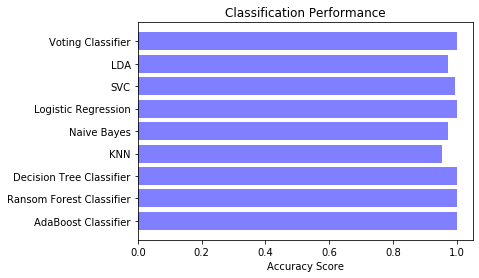 Classification Performance
Voting Classifier
LDA
SVC
Logistic Regression
Naive Bayes
KNN
Decision Tree Classifier
Ransom Forest Classifier
AdaBoost Classifier
0.0 0.2 0.4 0.6 0.8 1.0
Accuracy Score